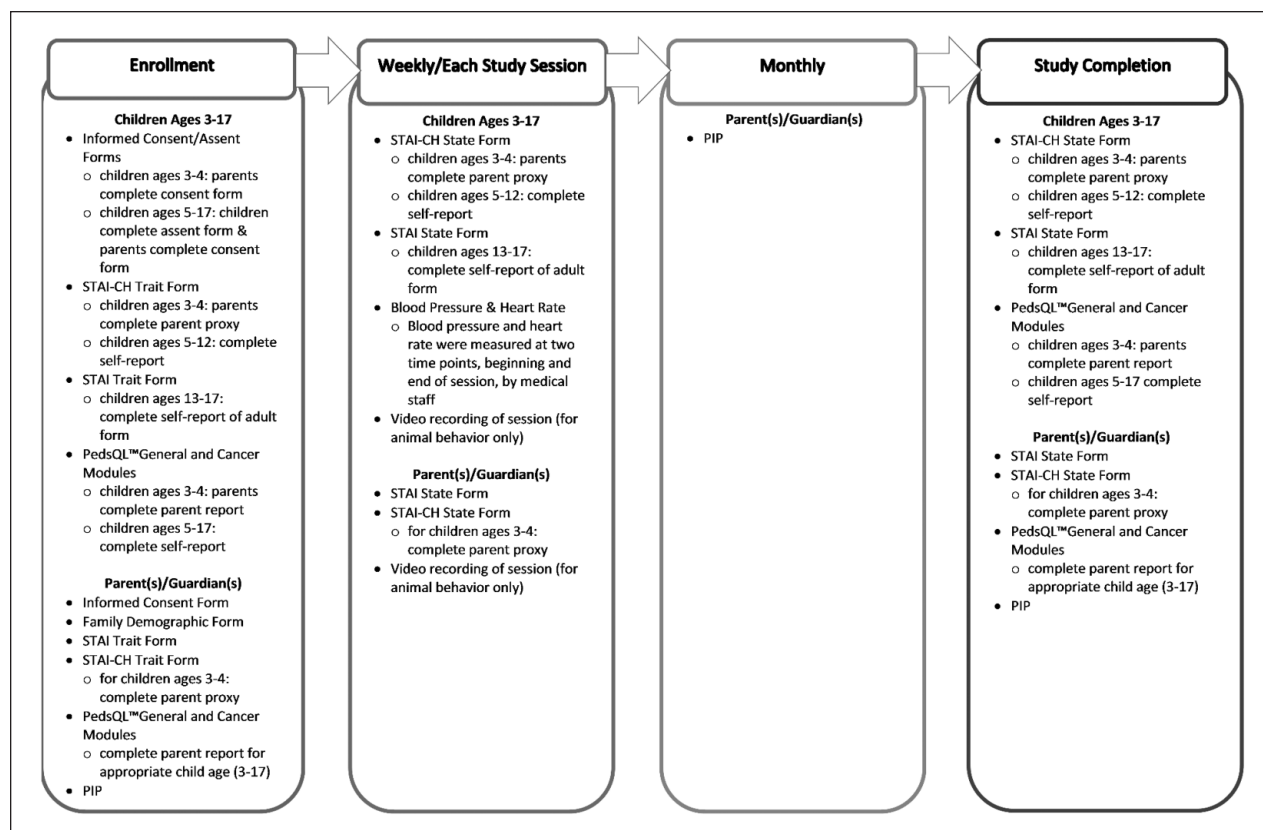 Enrollment
Children Ages 3-17
• Informed Consent/Assent
Forms
o children ages 3-4: parents
complete consent form
o children ages 5-17: children
complete assent form &
parents complete consent
form
• STAI-CH Trait Form
o children ages 3-4: parents
complete parent proxy
o children ages 5-12: complete
self-report
• STAI Trait Form
o children ages 13-17:
complete self-report of adult
form
• PedsQL™General and Cancer
Modules
o children ages 3-4: parents
complete parent report
o children ages 5-17:
complete self-report
Parent(s)/Guardian(s)
• Informed Consent Form
• Family Demographic Form
• STAI Trait Form
• STAI-CH Trait Form
o for children ages 3-4:
complete parent proxy
• PedsQL™General and Cancer
Modules
o complete parent report for
appropriate child age (3-17)
• PIP
Weekly/Each Study Session
Children Ages 3-17
• STAI-CH State Form
o children ages 3-4: parents
complete parent proxy
o children ages 5-12: complete
self-report
• STAI State Form
o children ages 13-17:
complete self-report of adult
form
• Blood Pressure & Heart Rate
o Blood pressure and heart
rate were measured at two
time points, beginning and
end of session, by medical
staff
• Video recording of session (for
animal behavior only)
Parent(s)/Guardian(s)
• STAI State Form
• STAI-CH State Form
o for children ages 3-4:
complete parent proxy
• Video recording of session (for
animal behavior only)
Monthly
Parent(s)/Guardian(s)
• PIP
Study Completion
Children Ages 3-17
• STAI-CH State Form
o children ages 3-4: parents
complete parent proxy
o children ages 5-12: complete
self-report
• STAI State Form
o children ages 13-17:
complete self-report of adult
form
• PedsQL™General and Cancer
Modules
o children ages 3-4: parents
complete parent report
o children ages 5-17 complete
self-report
Parent(s)/Guardian(s)
• STAI State Form
• STAI-CH State Form
o for children ages 3-4:
complete parent proxy
• PedsQL™General and Cancer
Modules
o complete parent report for
appropriate child age (3-17)
• PIP